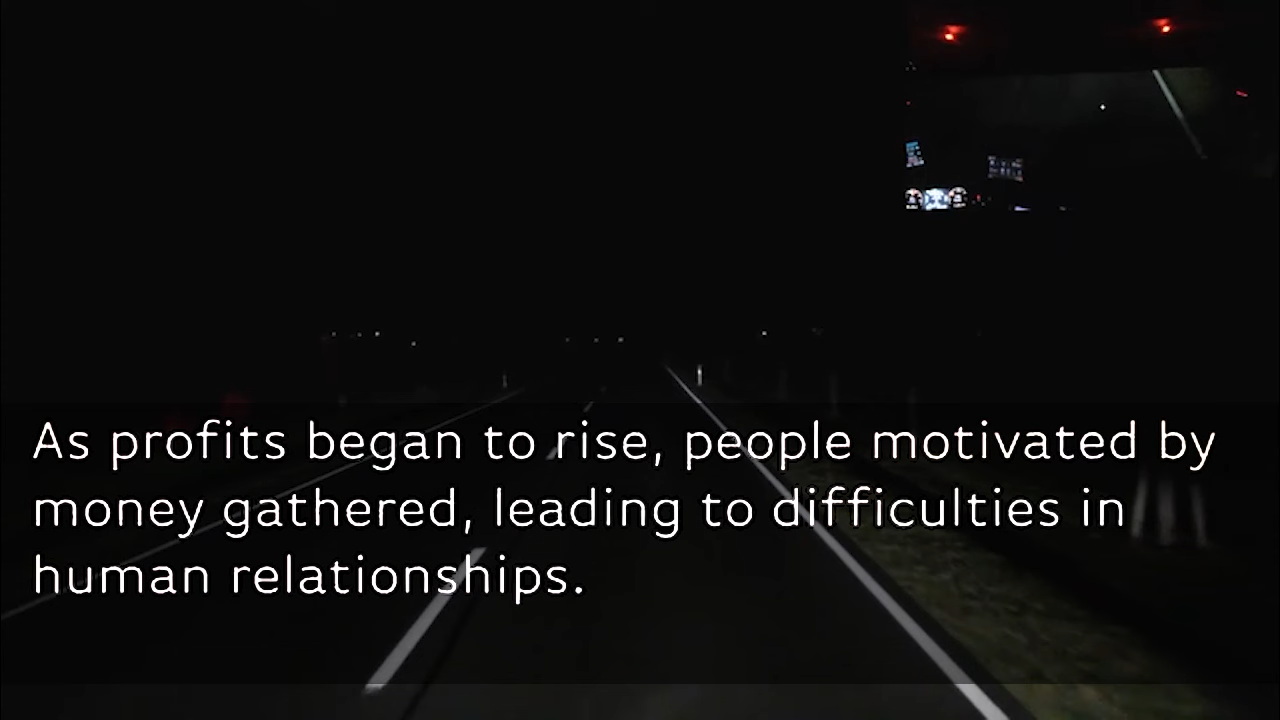 As profits began to rise, people motivated by
money gathered, leading to difficulties in
human relationships.